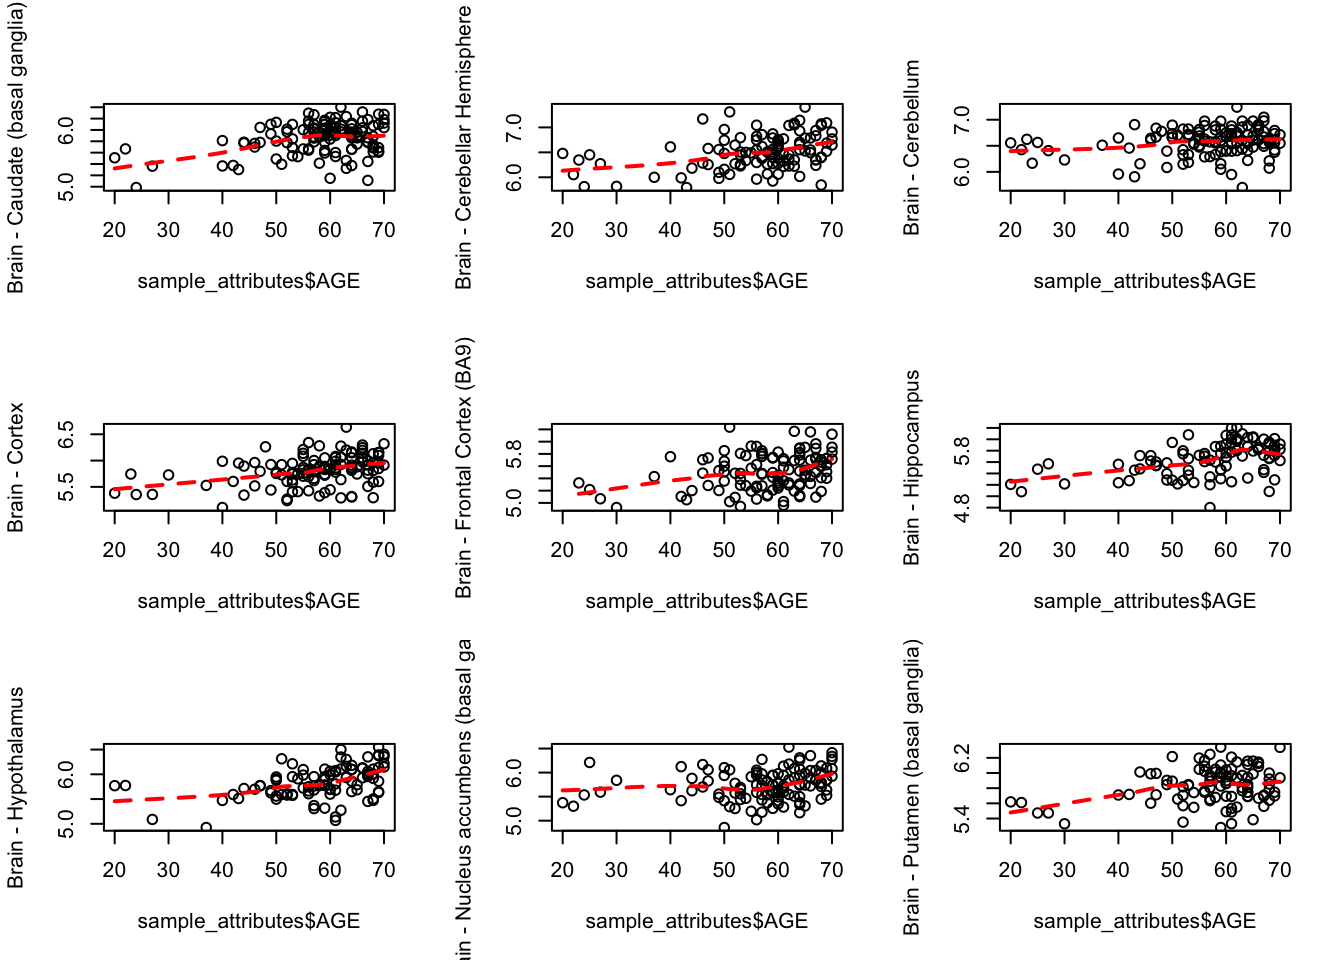 Brain - Caudate (basal ganglia)
6.0
5.0
20 30 40 50 60 70
sample_attributes$AGE
Brain - Cerebellar Hemisphere
7.0
6.0
20 30 40 50 60 70
sample_attributes$AGE
Brain - Cerebellum
7.0
6.0
20 30 40 50 60 70
sample_attributes$AGE
Brain - Cortex
6.5
5.5
20 30 40 50 60 70
sample_attributes$AGE
Brain - Frontal Cortex (BA9)
5.8
5.0
20 30 40 50 60 70
sample_attributes$AGE
Brain - Hippocampus
5.8
4.8
20 30 40 50 60 70
sample_attributes$AGE
Brain - Hypothalamus
6.0
5.0
20 30 40 50 60 70
sample_attributes$AGE
ain - Nucleus accumbens (basal ga
6.0
5.0
20 30 40 50 60 70
sample_attributes$AGE
Brain - Putamen (basal ganglia)
6.2
5.4
20 30 40 50 60 70
sample_attributes$AGE